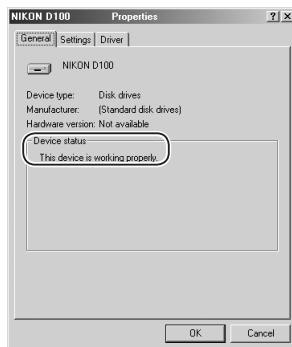 NIKON D100 Properties ? X
General Settings Driver
NIKON D100
Device type: Disk drives
Manufacturer: (Standard disk drives)
Hardware version: Not available
Device status
This device is working properly.
OK Cancel